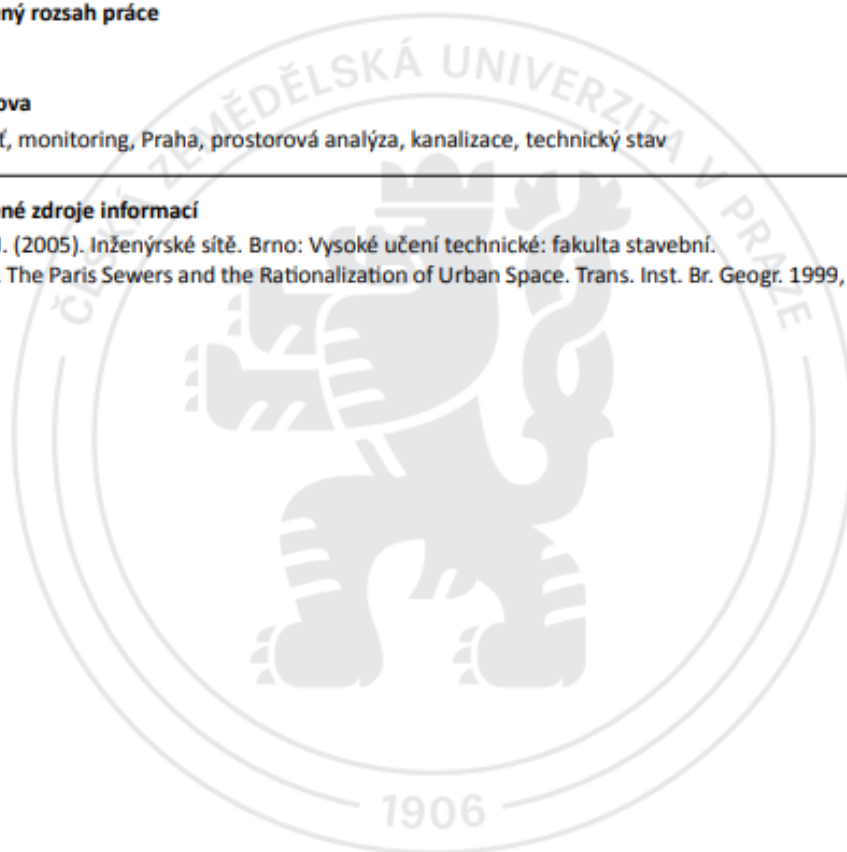 ný rozsah práce
ova
ť, monitoring, Praha, prostorová analýza, kanalizace, technický stav
né zdroje informací
. (2005). Inženýrské sítě. Brno: Vysoké učení technické: fakulta stavební.
. The Paris Sewers and the Rationalization of Urban Space. Trans. Inst. Br. Geogr. 1999,
ČESKÁ ZEMĚDĚLSKÁ UNIVERZITA V PRAZE
1906